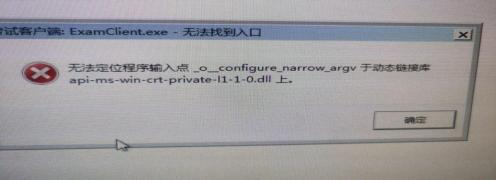 试客户端: ExamClient.exe - 无法找到入口
无法定位程序输入点 _o__configure_narrow_argv 于动态链接库
api-ms-win-crt-private-l1-1-0.dll 上。
确定